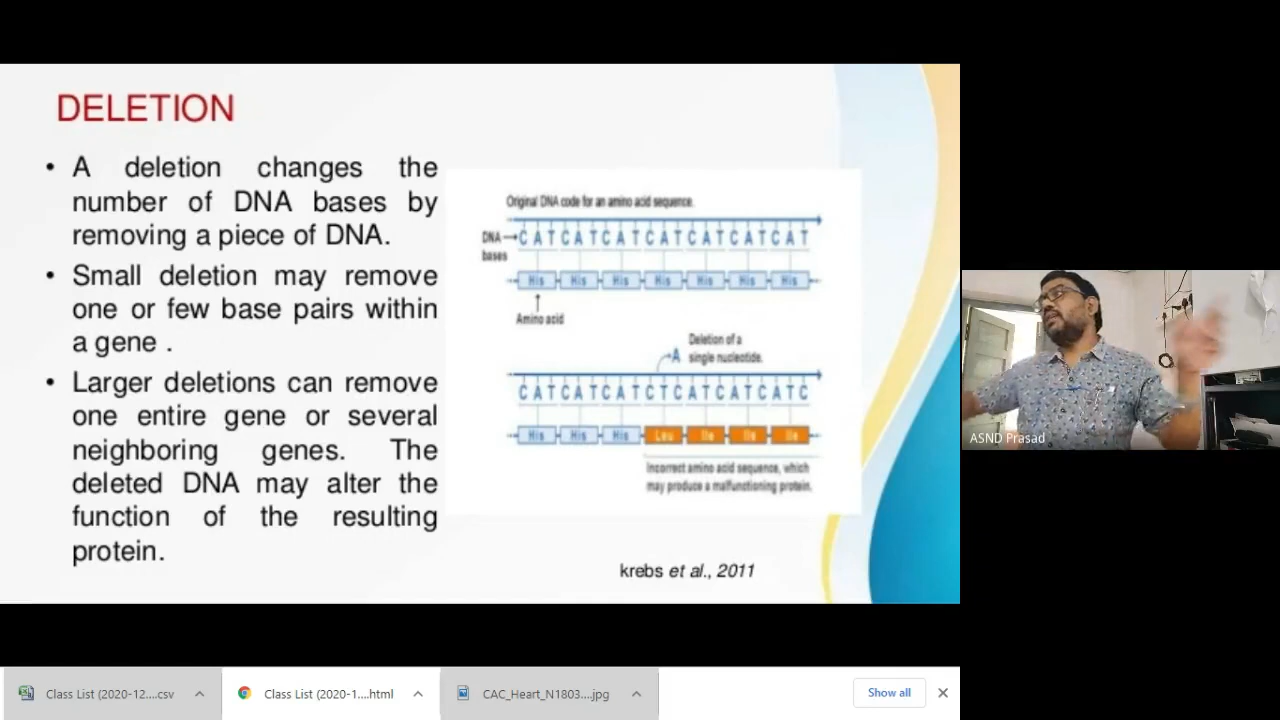 DELETION
• A deletion changes the
number of DNA bases by
removing a piece of DNA.
• Small deletion may remove
one or few base pairs within
a gene .
• Larger deletions can remove
one entire gene or several
neighboring genes. The
deleted DNA may alter the
function of the resulting
protein.
Original DNA code for an amino acid sequence.
DNA
bases
C A T C A T C A T C A T C A T C A T C A T
His His His His His His His
Amino acid
Deletion of a
single nucleotide.
A
C A T C A T C A T C T C A T C A T C A T C
His His His Leu Ile Ile Ile
Incorrect amino acid sequence, which
may produce a malfunctioning protein.
krebs et al., 2011
ASND Prasad
Class List (2020-12....csv
Class List (2020-1....html
CAC_Heart_N1803....jpg
Show all